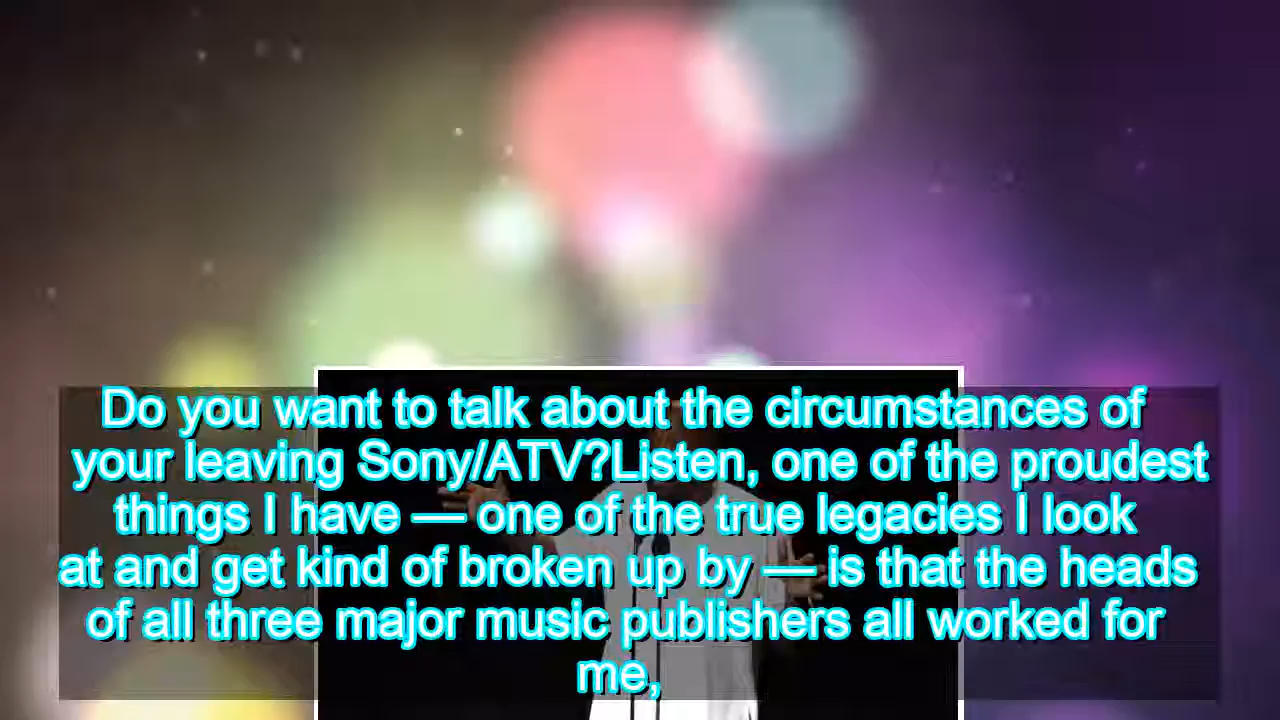 Do you want to talk about the circumstances of
your leaving Sony/ATV?Listen, one of the proudest
things I have — one of the true legacies I look
at and get kind of broken up by — is that the heads
of all three major music publishers all worked for
me,